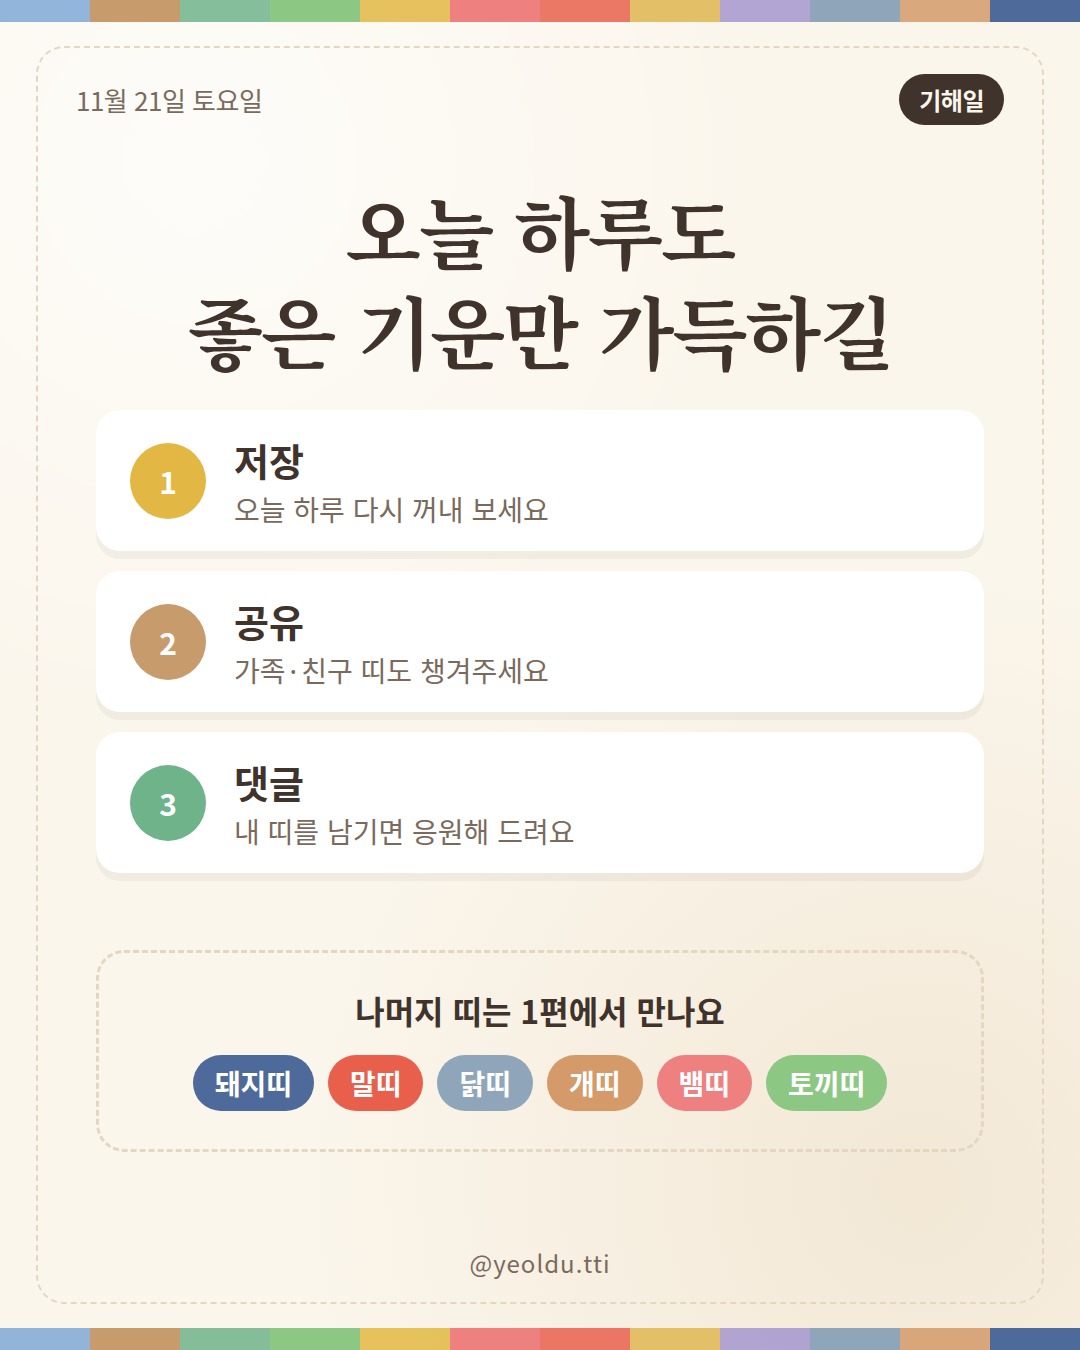 11월 21일 토요일
기해일
오늘 하루도
좋은 기운만 가득하길
1
저장
오늘 하루 다시 꺼내 보세요
2
공유
가족·친구 띠도 챙겨주세요
3
댓글
내 띠를 남기면 응원해 드려요
나머지 띠는 1편에서 만나요
돼지띠 말띠 닭띠 개띠 뱀띠 토끼띠
@yeoldu.tti